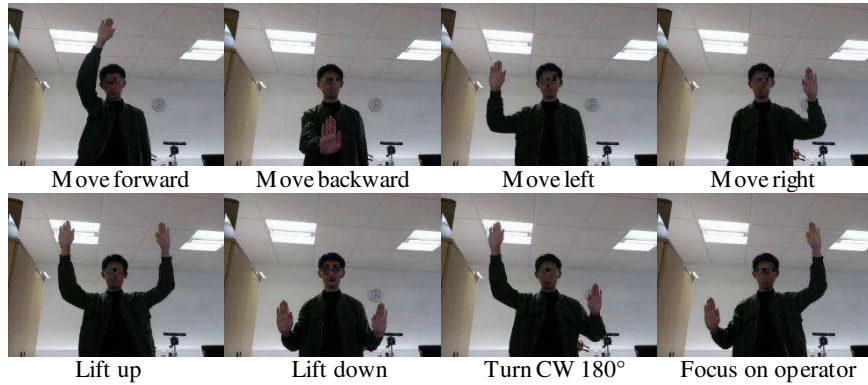 Move forward
Move backward
Move left
Move right
Lift up
Lift down
Turn CW 180°
Focus on operator